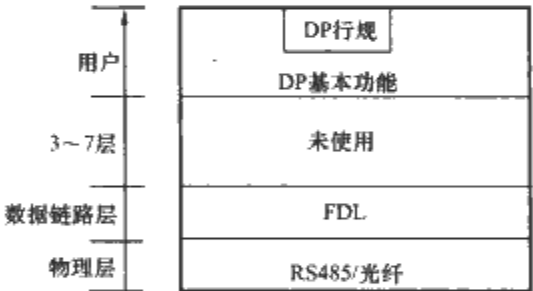 DP行规
用户
DP基本功能
3～7层
未使用
数据链路层
FDL
物理层
RS485/光纤